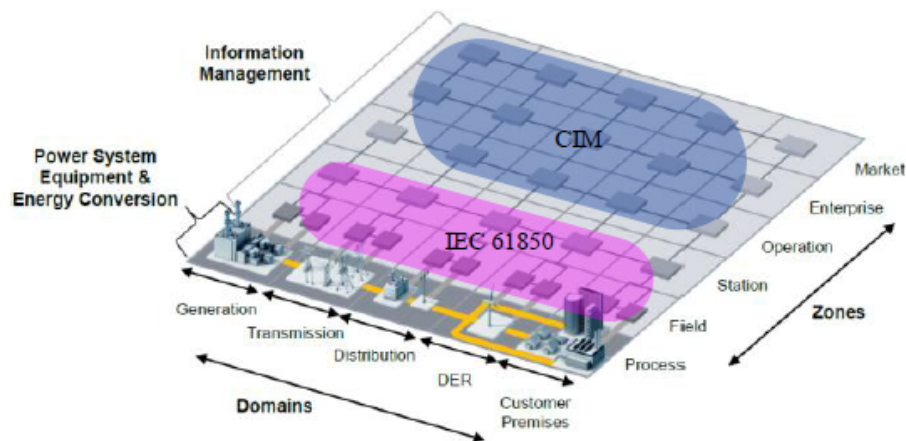 Information
Management
Power System
Equipment &
Energy Conversion
CIM
IEC 61850
Market
Enterprise
Operation
Station
Fiield
Process
Zones
Generation
Transmission
Distribution
DER
Customer
Premises
Domains